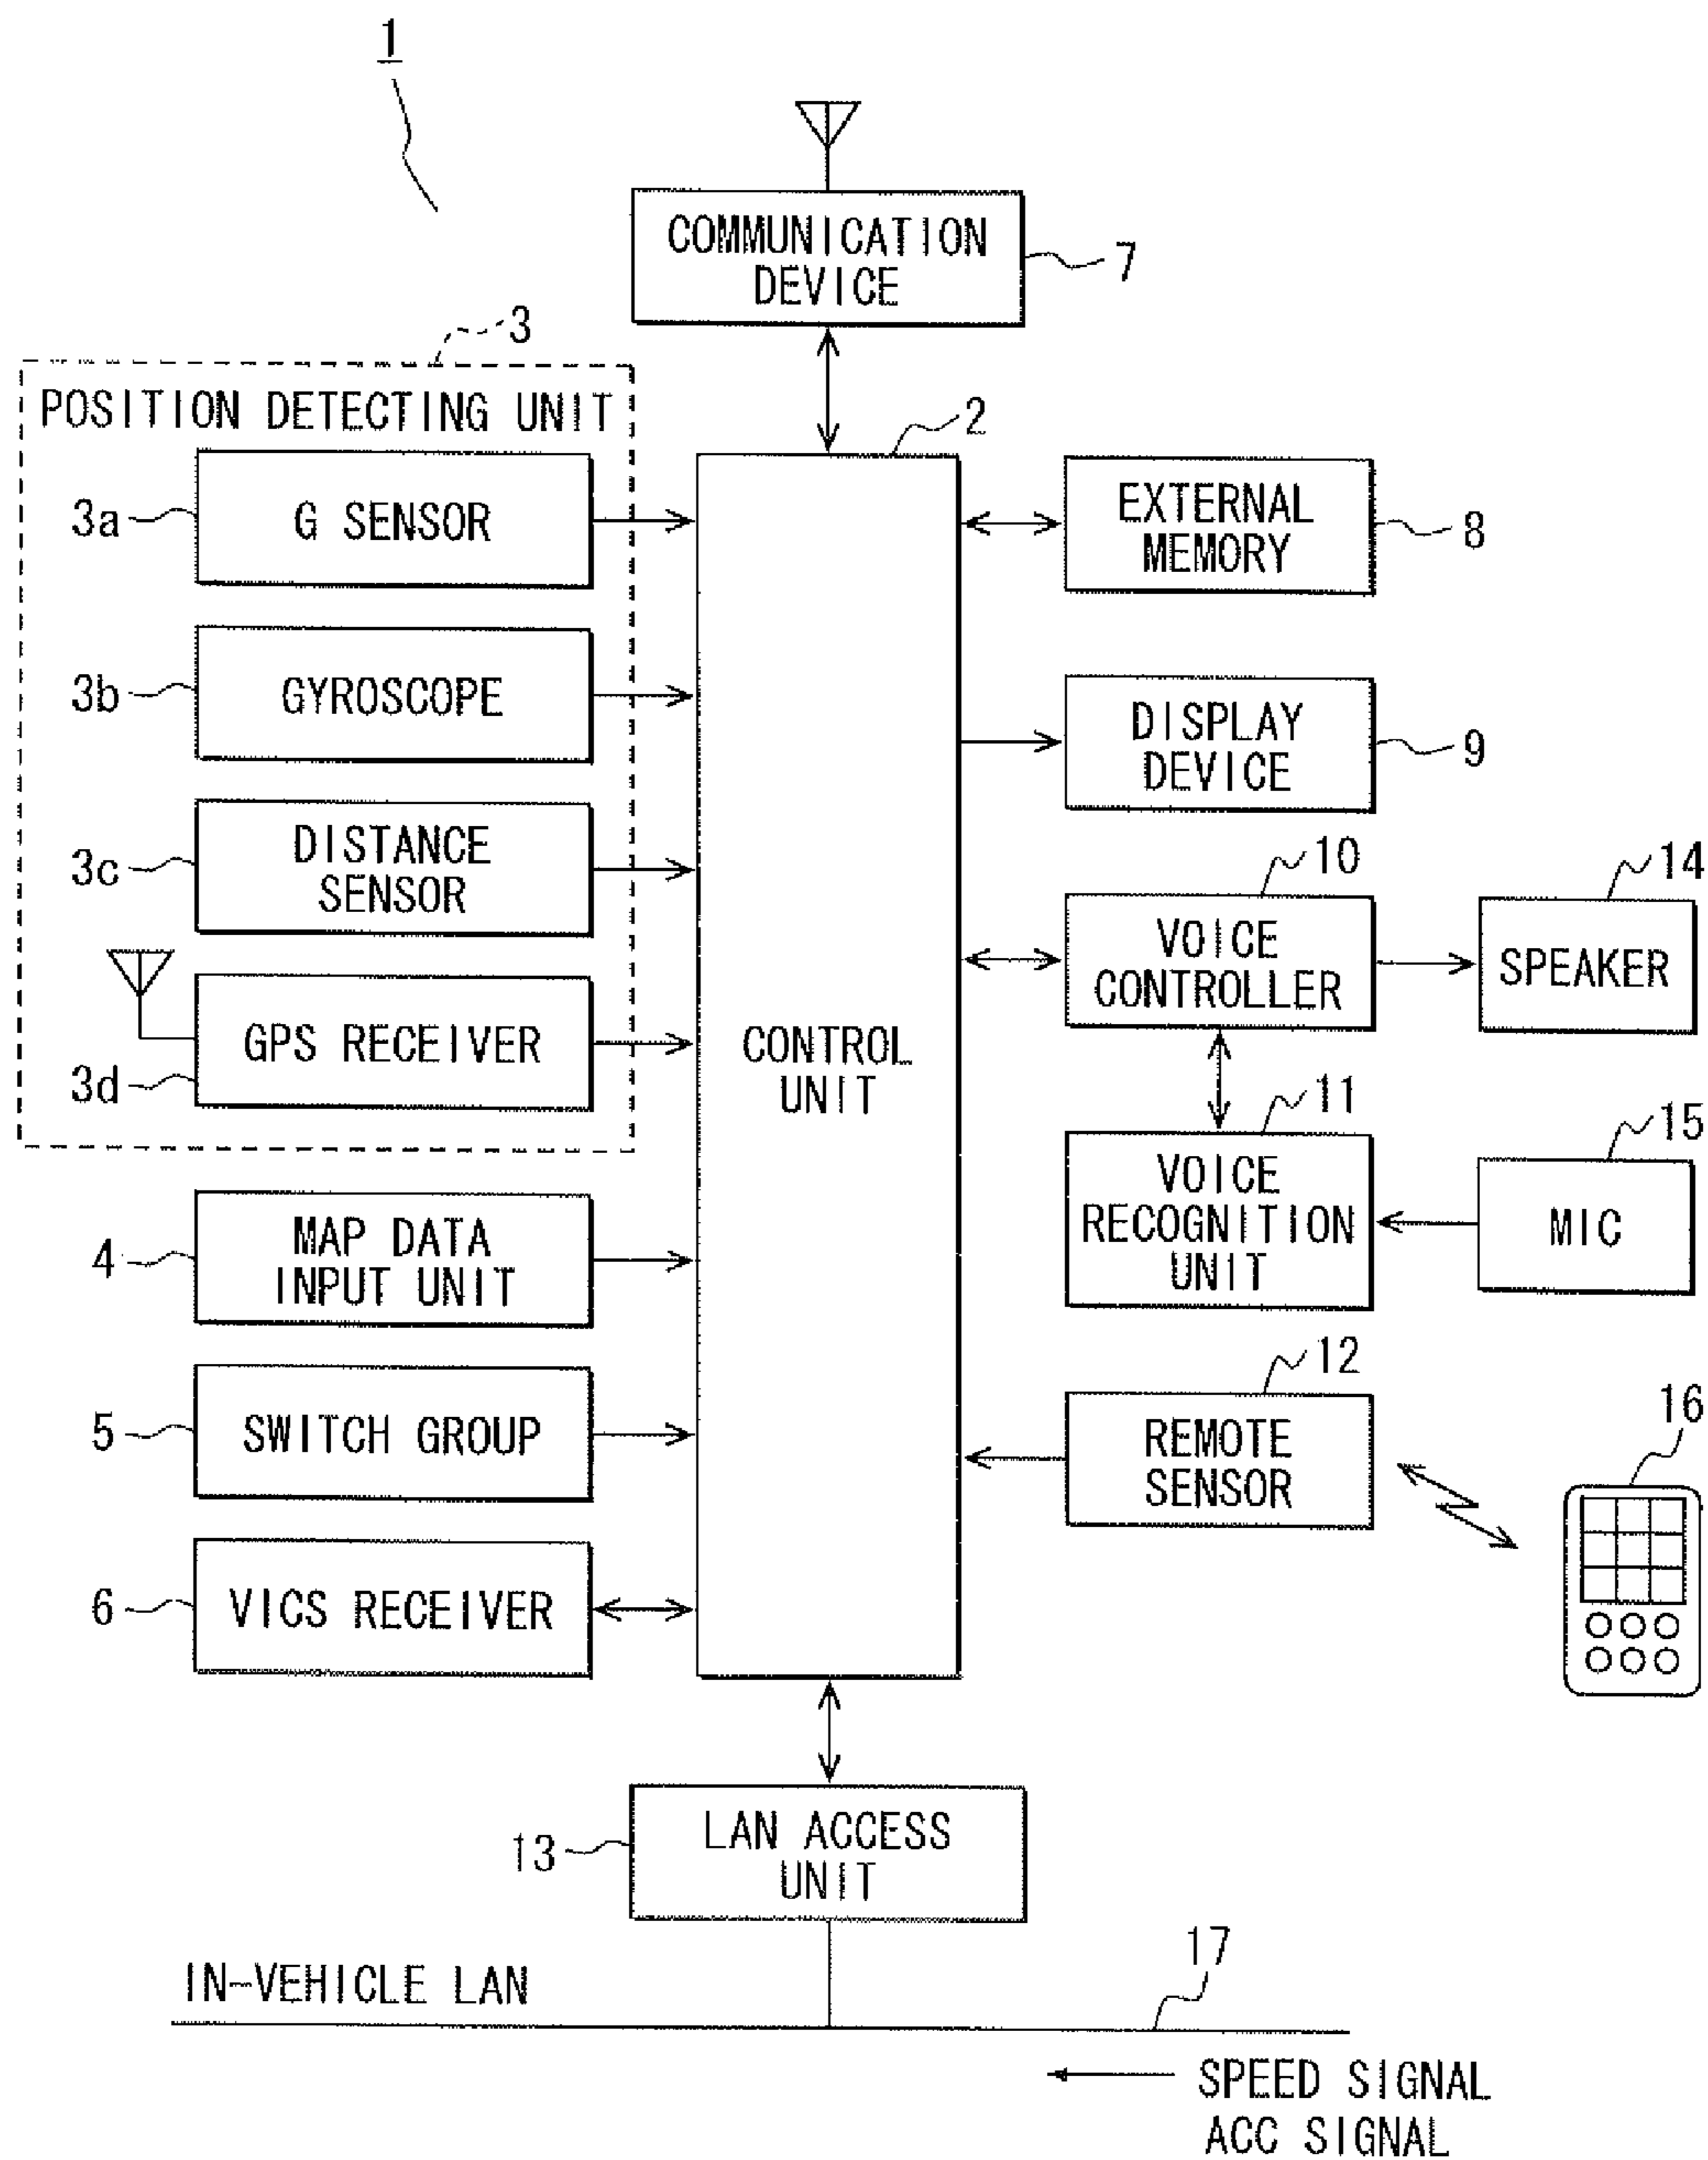 1
COMMUNICATION
DEVICE
7
3
POSITION DETECTING UNIT
2
3a
G SENSOR
EXTERNAL
MEMORY
8
3b
GYROSCOPE
DISPLAY
DEVICE
9
3c
DISTANCE
SENSOR
10
14
VOICE
CONTROLLER
SPEAKER
3d
GPS RECEIVER
CONTROL
UNIT
11
15
VOICE
RECOGNITION
UNIT
MIC
4
MAP DATA
INPUT UNIT
12
16
5
SWITCH GROUP
REMOTE
SENSOR
6
VICS RECEIVER
13
LAN ACCESS
UNIT
IN-VEHICLE LAN
17
SPEED SIGNAL
ACC SIGNAL